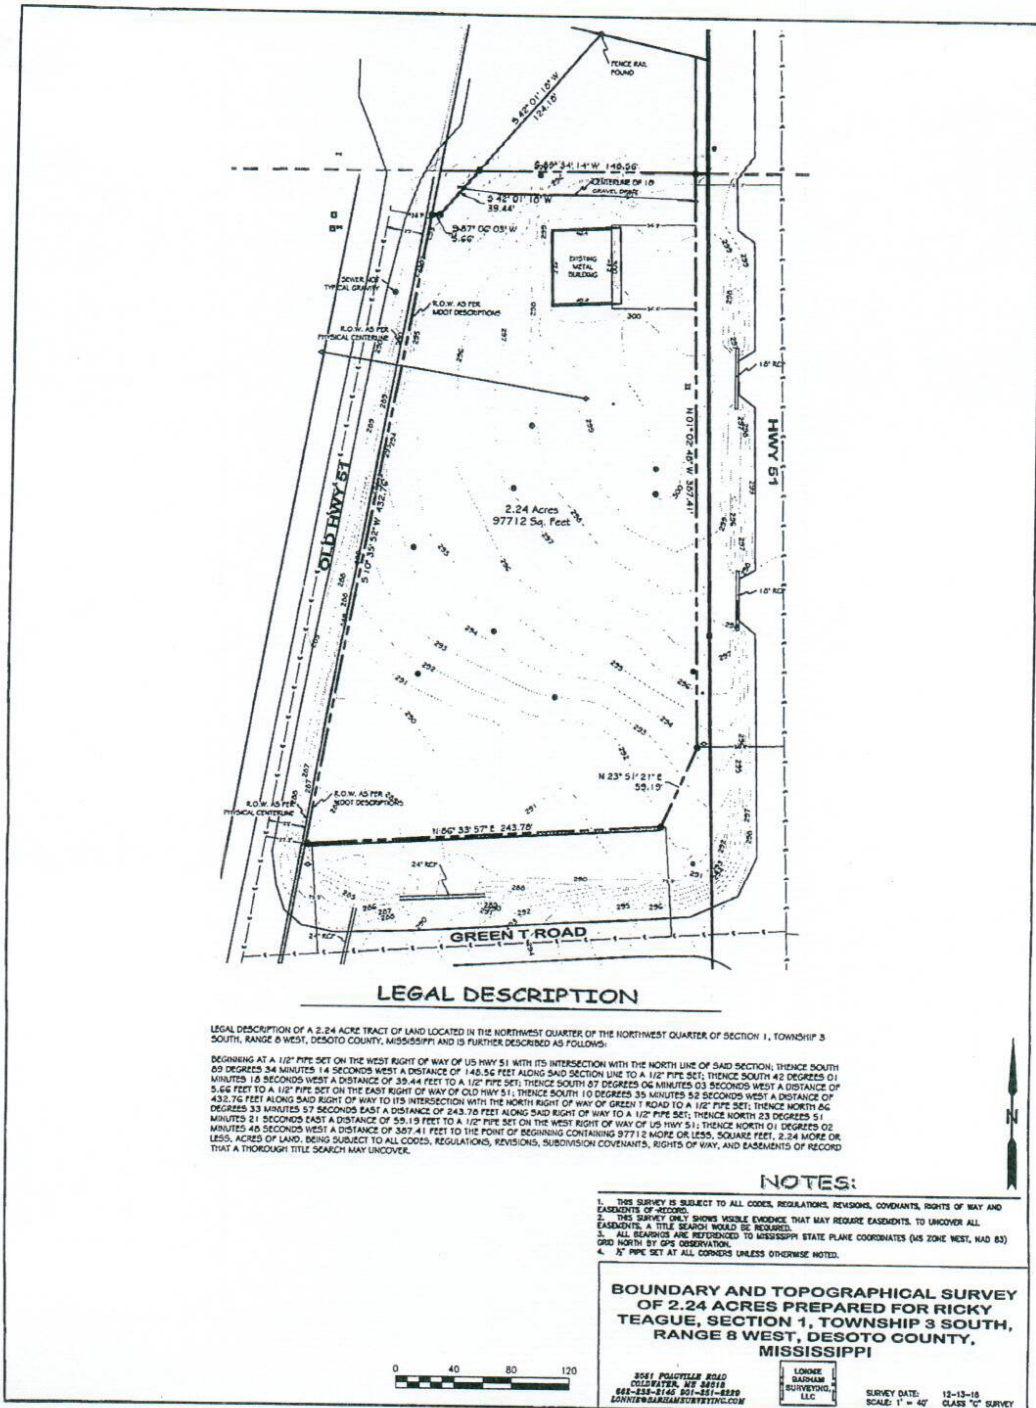 FENCE RAIL
FOUND
S 42° 01' 18" W
124.18'
S 89° 34' 14" W 148.56'
CENTERLINE OF 18'
GRAVEL DRIVE
S 42° 01' 18" W
39.44'
S 87° 06' 03" W
5.66'
EXISTING
METAL
BUILDING
300
SEWER
TYPICAL GRAVITY
R.O.W. AS PER
MDOT DESCRIPTIONS
R.O.W. AS PER
PHYSICAL CENTERLINE
18" RCP
HWY 51
N 01° 02' 48" W 387.41'
OLD HWY 51
S 10° 35' 52" W 432.76'
2.24 Acres
97712 Sq. Feet
18" RCP
N 23° 51' 21" E
59.19'
R.O.W. AS PER
PHYSICAL CENTERLINE
R.O.W. AS PER
MDOT DESCRIPTIONS
N 86° 33' 57" E 243.78'
24" RCP
24" RCP
GREEN T ROAD
LEGAL DESCRIPTION
LEGAL DESCRIPTION OF A 2.24 ACRE TRACT OF LAND LOCATED IN THE NORTHWEST QUARTER OF THE NORTHWEST QUARTER OF SECTION 1, TOWNSHIP 3
SOUTH, RANGE 8 WEST, DESOTO COUNTY, MISSISSIPPI AND IS FURTHER DESCRIBED AS FOLLOWS:
BEGINNING AT A 1/2" PIPE SET ON THE WEST RIGHT OF WAY OF US HWY 51 WITH ITS INTERSECTION WITH THE NORTH LINE OF SAID SECTION; THENCE SOUTH
89 DEGREES 34 MINUTES 14 SECONDS WEST A DISTANCE OF 148.56 FEET ALONG SAID SECTION LINE TO A 1/2" PIPE SET; THENCE SOUTH 42 DEGREES 01
MINUTES 18 SECONDS WEST A DISTANCE OF 39.44 FEET TO A 1/2" PIPE SET; THENCE SOUTH 87 DEGREES 06 MINUTES 03 SECONDS WEST A DISTANCE OF
5.66 FEET TO A 1/2" PIPE SET ON THE EAST RIGHT OF WAY OF OLD HWY 51; THENCE SOUTH 10 DEGREES 35 MINUTES 52 SECONDS WEST A DISTANCE OF
432.76 FEET ALONG SAID RIGHT OF WAY TO ITS INTERSECTION WITH THE NORTH RIGHT OF WAY OF GREEN T ROAD TO A 1/2" PIPE SET; THENCE NORTH 86
DEGREES 33 MINUTES 57 SECONDS EAST A DISTANCE OF 243.78 FEET ALONG SAID RIGHT OF WAY TO A 1/2" PIPE SET; THENCE NORTH 23 DEGREES 51
MINUTES 21 SECONDS EAST A DISTANCE OF 59.19 FEET TO A 1/2" PIPE SET ON THE WEST RIGHT OF WAY OF US HWY 51; THENCE NORTH 01 DEGREES 02
MINUTES 48 SECONDS WEST A DISTANCE OF 387.41 FEET TO THE POINT OF BEGINNING CONTAINING 97712 MORE OR LESS, SQUARE FEET, 2.24 MORE OR
LESS, ACRES OF LAND. BEING SUBJECT TO ALL CODES, REGULATIONS, REVISIONS, SUBDIVISION COVENANTS, RIGHTS OF WAY, AND EASEMENTS OF RECORD
THAT A THOROUGH TITLE SEARCH MAY UNCOVER.
N
NOTES:
1. THIS SURVEY IS SUBJECT TO ALL CODES, REGULATIONS, REVISIONS, COVENANTS, RIGHTS OF WAY AND
EASEMENTS OF RECORD.
2. THIS SURVEY ONLY SHOWS VISIBLE EVIDENCE THAT MAY REQUIRE EASEMENTS. TO UNCOVER ALL
EASEMENTS, A TITLE SEARCH WOULD BE REQUIRED.
3. ALL BEARINGS ARE REFERENCED TO MISSISSIPPI STATE PLANE COORDINATES (MS ZONE WEST, NAD 83)
GRID NORTH BY GPS OBSERVATION.
4. ½" PIPE SET AT ALL CORNERS UNLESS OTHERWISE NOTED.
BOUNDARY AND TOPOGRAPHICAL SURVEY
OF 2.24 ACRES PREPARED FOR RICKY
TEAGUE, SECTION 1, TOWNSHIP 3 SOUTH,
RANGE 8 WEST, DESOTO COUNTY,
MISSISSIPPI
0 40 80 120
ROAD
COLDWATER, MS 38618
LONNIE@BARHAMSURVEYING.COM
LONNIE
BARHAM
SURVEYING,
LLC
SURVEY DATE: 12-13-18
SCALE: 1" = 40' CLASS "C" SURVEY